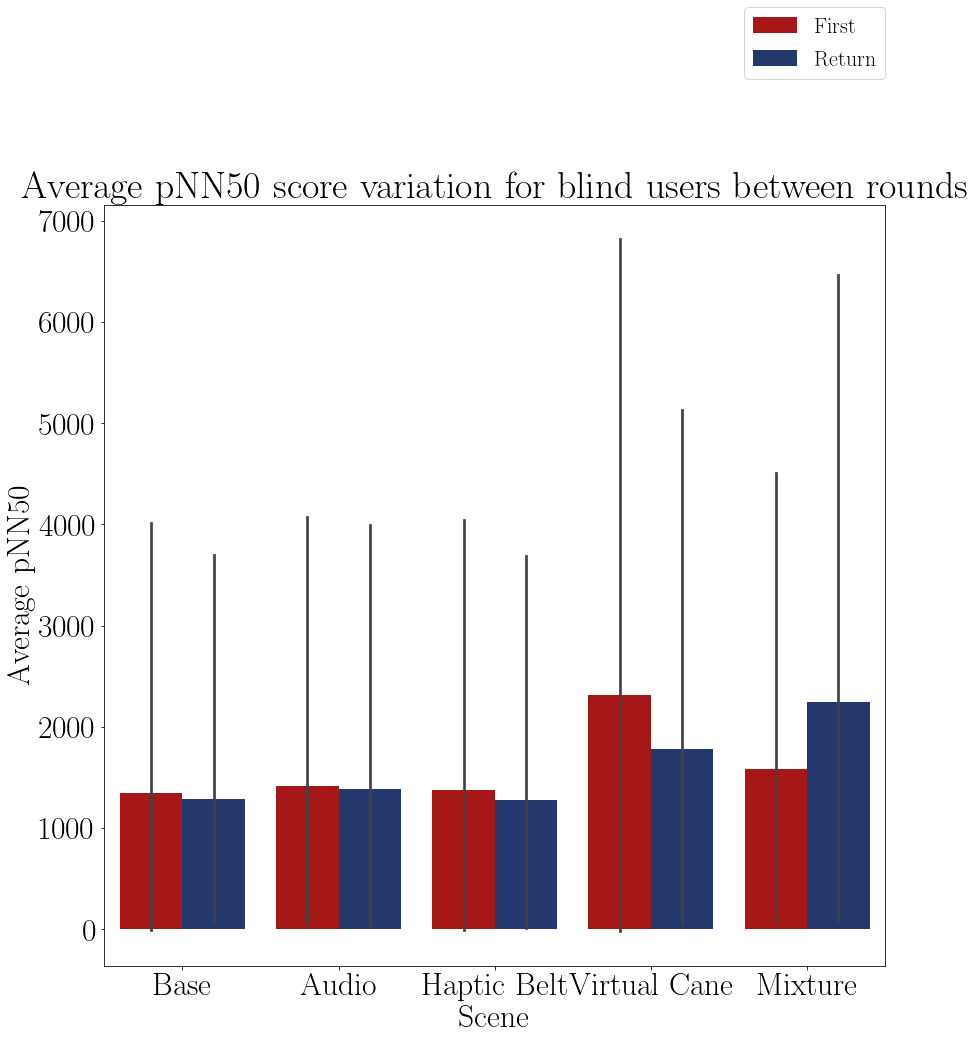 First
Return
Average pNN50 score variation for blind users between rounds
7000
6000
5000
4000
3000
2000
1000
0
Average pNN50
Base Audio Haptic Belt Virtual Cane Mixture
Scene